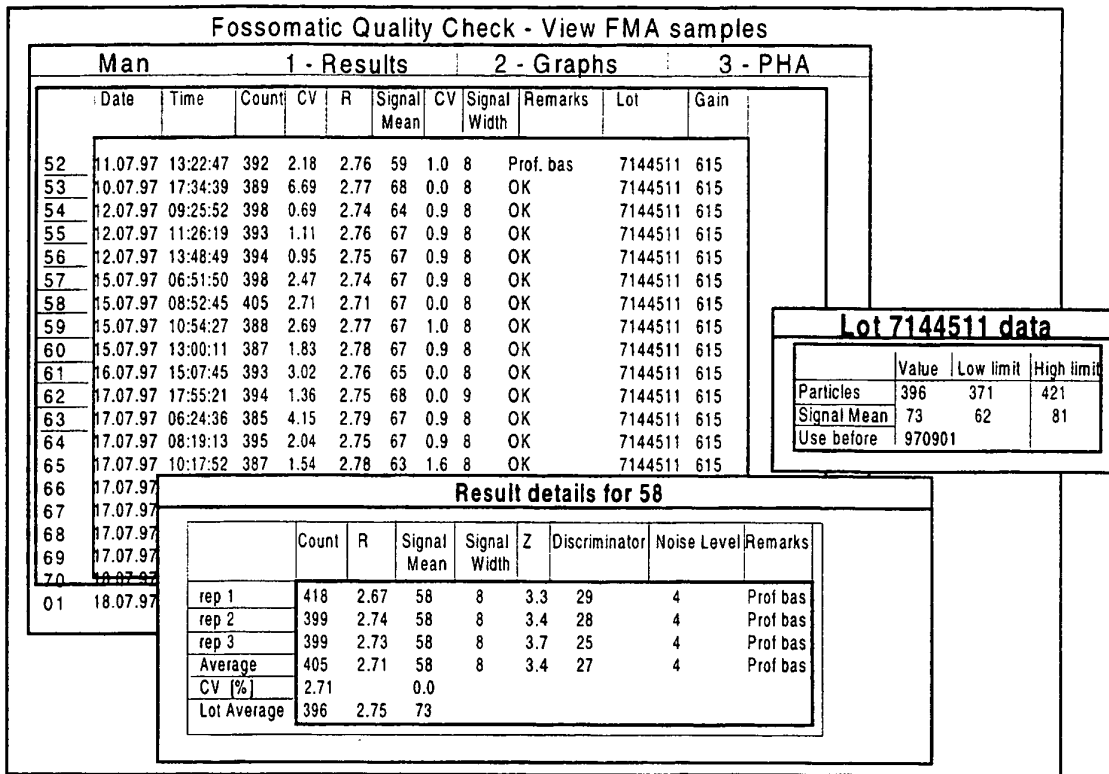 Fossomatic Quality Check - View FMA samples
Man 1 - Results 2 - Graphs 3 - PHA
Date Time Count CV R Signal Mean CV Signal Width Remarks Lot Gain
52 11.07.97 13:22:47 392 2.18 2.76 59 1.0 8 Prof. bas 7144511 615
53 10.07.97 17:34:39 389 6.69 2.77 68 0.0 8 OK 7144511 615
54 12.07.97 09:25:52 398 0.69 2.74 64 0.9 8 OK 7144511 615
55 12.07.97 11:26:19 393 1.11 2.76 67 0.9 8 OK 7144511 615
56 12.07.97 13:48:49 394 0.95 2.75 67 0.9 8 OK 7144511 615
57 15.07.97 06:51:50 398 2.47 2.74 67 0.9 8 OK 7144511 615
58 15.07.97 08:52:45 405 2.71 2.71 67 0.0 8 OK 7144511 615
59 15.07.97 10:54:27 388 2.69 2.77 67 1.0 8 OK 7144511 615
60 15.07.97 13:00:11 387 1.83 2.78 67 0.9 8 OK 7144511 615
61 16.07.97 15:07:45 393 3.02 2.76 65 0.0 8 OK 7144511 615
62 17.07.97 17:55:21 394 1.36 2.75 68 0.0 9 OK 7144511 615
63 17.07.97 06:24:36 385 4.15 2.79 67 0.9 8 OK 7144511 615
64 17.07.97 08:19:13 395 2.04 2.75 67 0.9 8 OK 7144511 615
65 17.07.97 10:17:52 387 1.54 2.78 63 1.6 8 OK 7144511 615
66 17.07.97
67 17.07.97
68 17.07.97
69 17.07.97
70 18.07.97
01 18.07.97
Lot 7144511 data
Value Low limit High limit
Particles 396 371 421
Signal Mean 73 62 81
Use before 970901
Result details for 58
Count R Signal Mean Signal Width Z Discriminator Noise Level Remarks
rep 1 418 2.67 58 8 3.3 29 4 Prof bas
rep 2 399 2.74 58 8 3.4 28 4 Prof bas
rep 3 399 2.73 58 8 3.7 25 4 Prof bas
Average 405 2.71 58 8 3.4 27 4 Prof bas
CV [%] 2.71 0.0
Lot Average 396 2.75 73